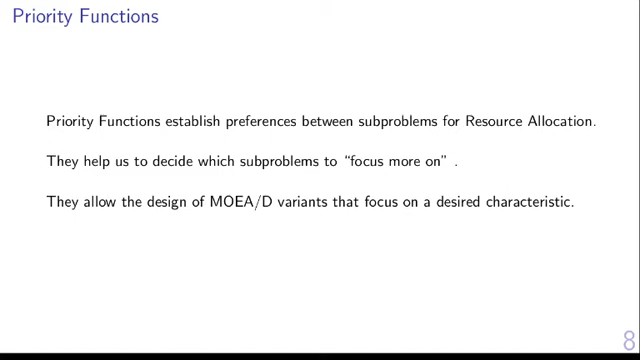 Priority Functions
Priority Functions establish preferences between subproblems for Resource Allocation.
They help us to decide which subproblems to “focus more on” .
They allow the design of MOEA/D variants that focus on a desired characteristic.
8